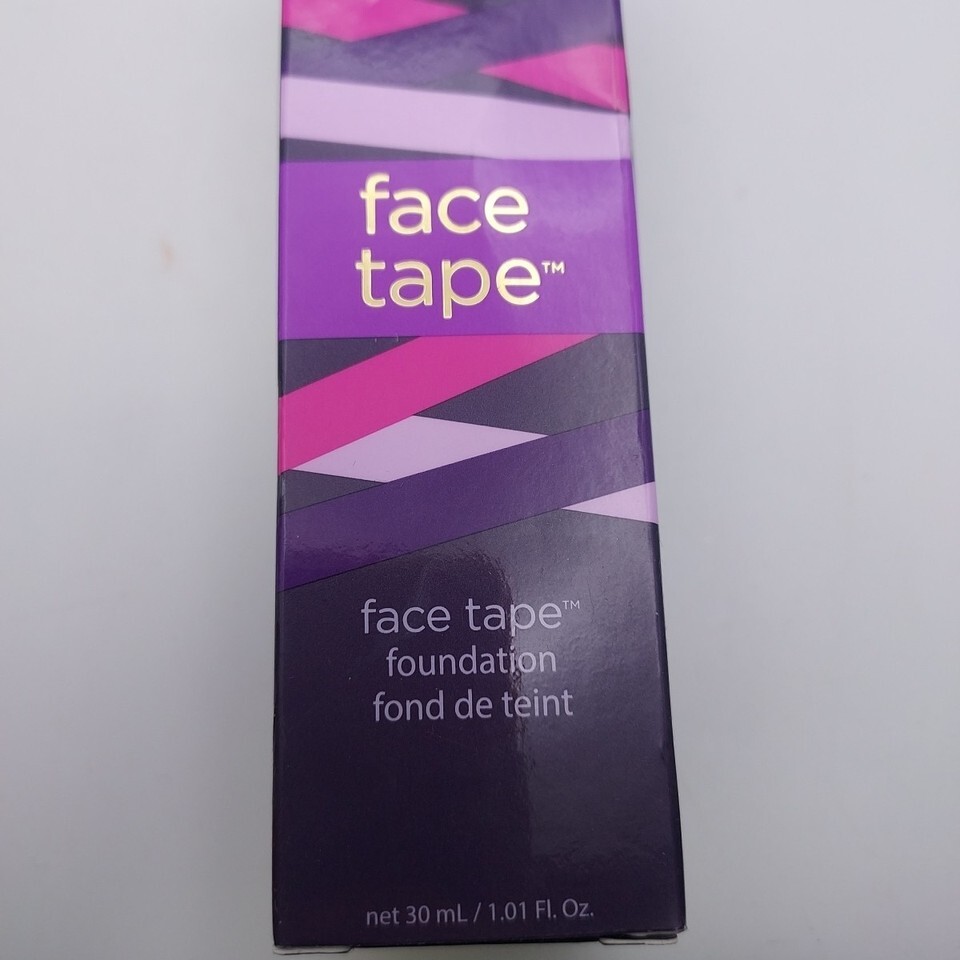 face
tape™
face tape™
foundation
fond de teint
net 30 mL / 1.01 Fl. Oz.